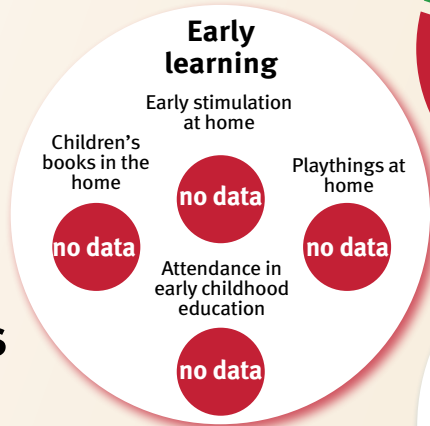 Early
learning
Early stimulation
at home
no data
Children's
books in the
home
no data
Playthings at
home
no data
Attendance in
early childhood
education
no data
s